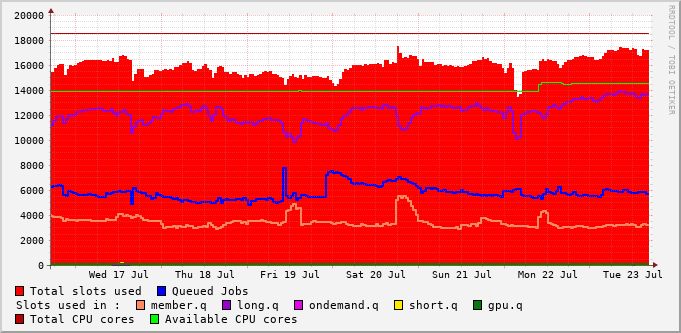 20000
18000
16000
14000
12000
10000
8000
6000
4000
2000
0
Wed 17 Jul Thu 18 Jul Fri 19 Jul Sat 20 Jul Sun 21 Jul Mon 22 Jul Tue 23 Jul
RRDTOOL / TOBI OETIKER
Total slots used Queued Jobs
Slots used in : member.q long.q ondemand.q short.q gpu.q
Total CPU cores Available CPU cores